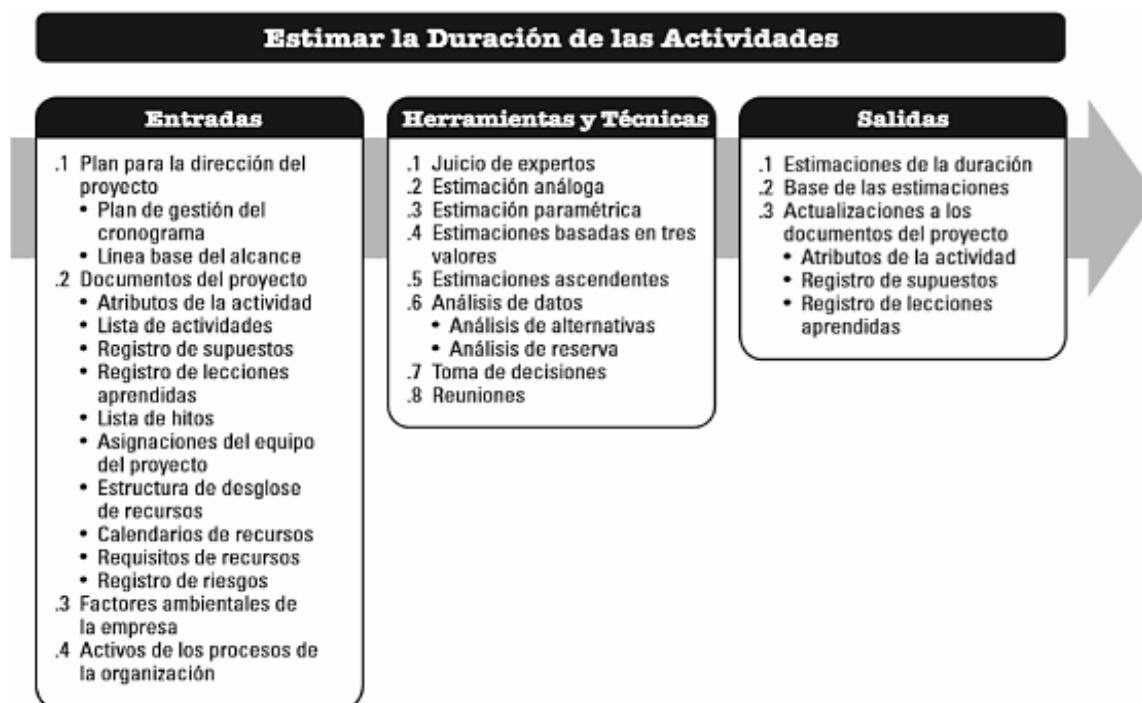 Estimar la Duración de las Actividades
Entradas
.1 Plan para la dirección del
proyecto
• Plan de gestión del
cronograma
• Línea base del alcance
.2 Documentos del proyecto
• Atributos de la actividad
• Lista de actividades
• Registro de supuestos
• Registro de lecciones
aprendidas
• Lista de hitos
• Asignaciones del equipo
del proyecto
• Estructura de desglose
de recursos
• Calendarios de recursos
• Requisitos de recursos
• Registro de riesgos
.3 Factores ambientales de
la empresa
.4 Activos de los procesos de
la organización
Herramientas y Técnicas
.1 Juicio de expertos
.2 Estimación análoga
.3 Estimación paramétrica
.4 Estimaciones basadas en tres
valores
.5 Estimaciones ascendentes
.6 Análisis de datos
• Análisis de alternativas
• Análisis de reserva
.7 Toma de decisiones
.8 Reuniones
Salidas
.1 Estimaciones de la duración
.2 Base de las estimaciones
.3 Actualizaciones a los
documentos del proyecto
• Atributos de la actividad
• Registro de supuestos
• Registro de lecciones
aprendidas